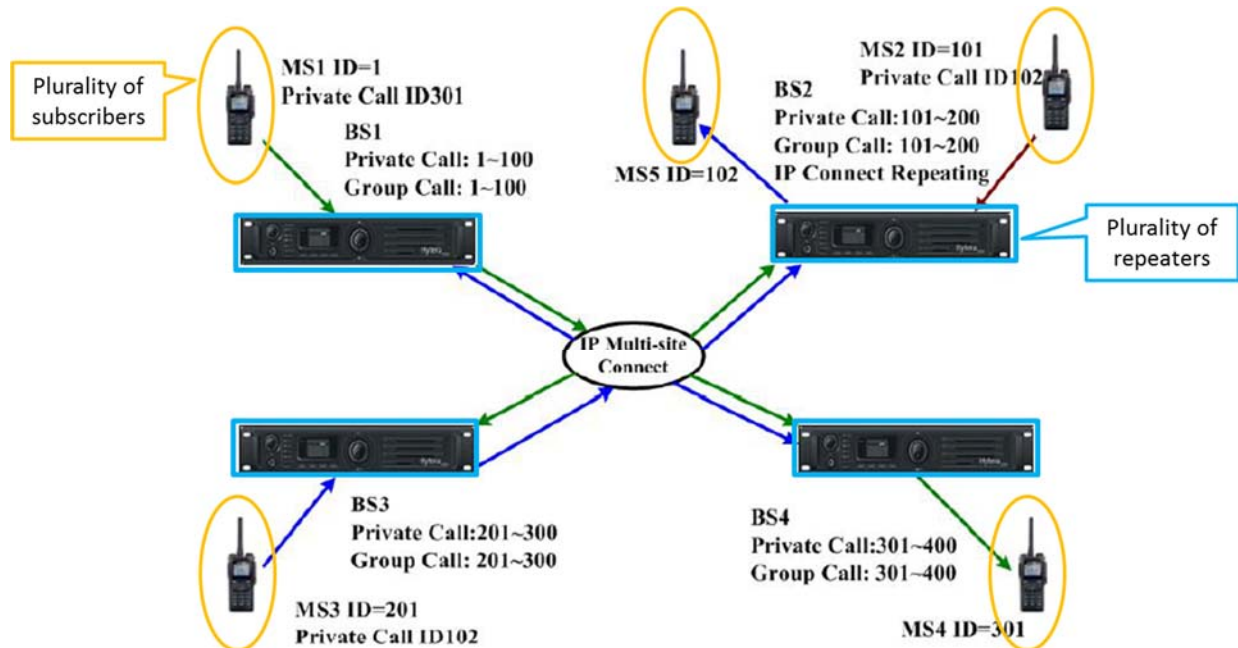 Plurality of
subscribers
MS1 ID=1
Private Call ID301
BS1
Private Call: 1~100
Group Call: 1~100
MS5 ID=102
MS2 ID=101
Private Call ID102
BS2
Private Call:101~200
Group Call: 101~200
IP Connect Repeating
Plurality of
repeaters
Hytera
IP Multi-site
Connect
Hytera
BS3
Private Call:201~300
Group Call: 201~300
MS3 ID=201
Private Call ID102
BS4
Private Call:301~400
Group Call: 301~400
MS4 ID=301